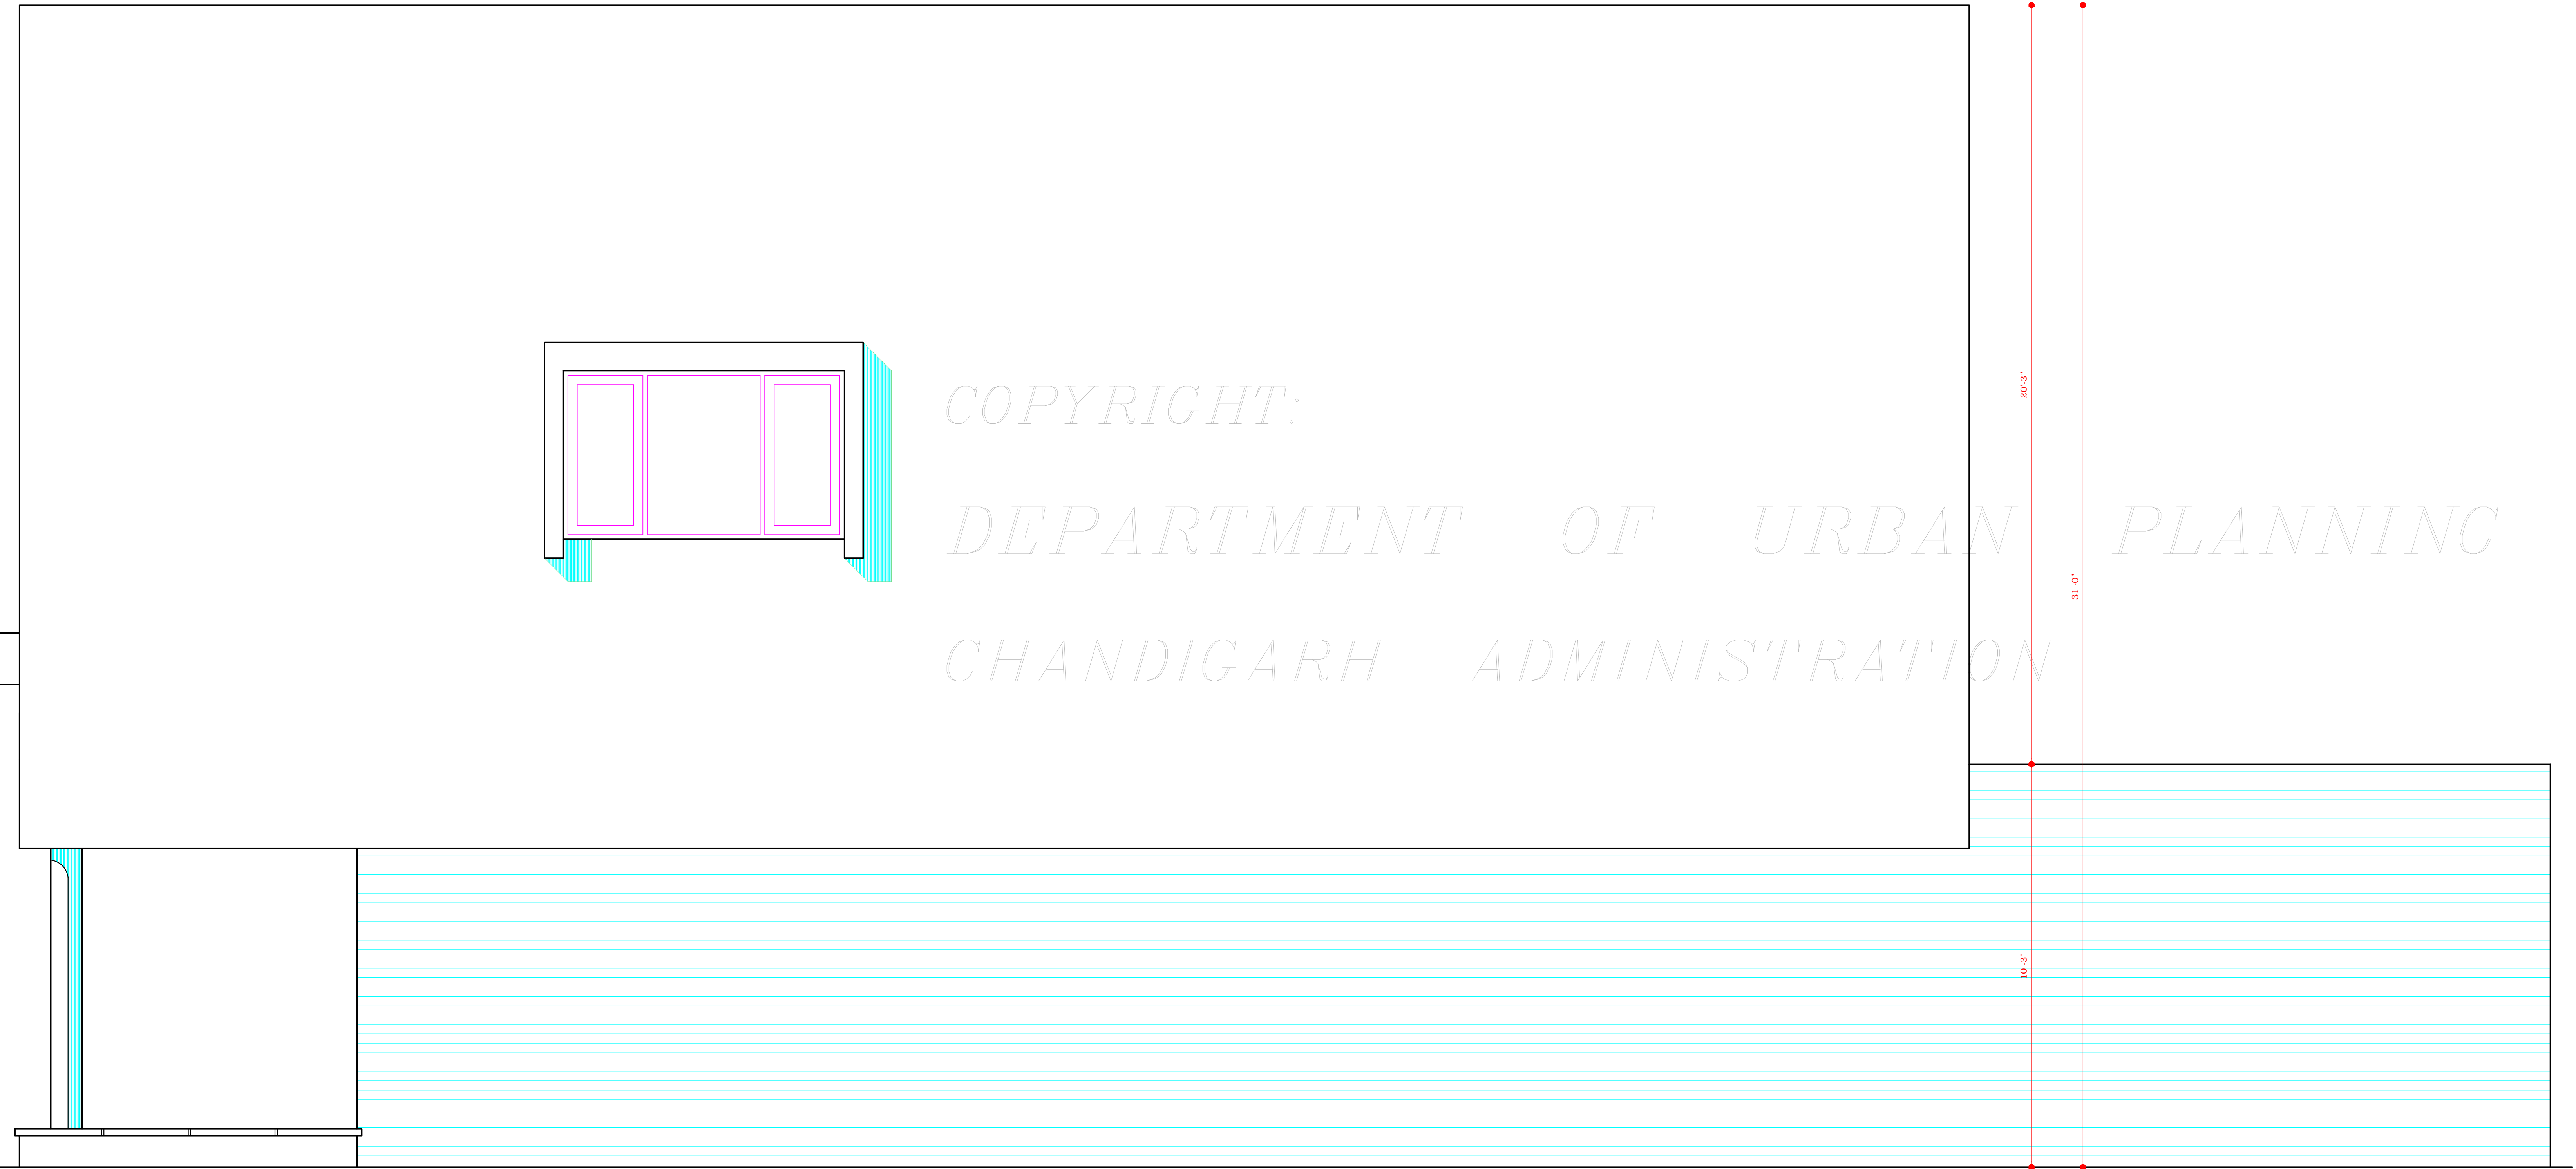 COPYRIGHT:
DEPARTMENT OF URBAN PLANNING
CHANDIGARH ADMINISTRATION
20'-3"
31'-0"
10'-3"